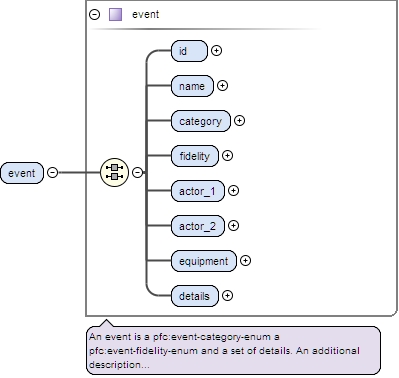 event
id
name
category
fidelity
event
actor_1
actor_2
equipment
details
An event is a pfc:event-category-enum a
pfc:event-fidelity-enum and a set of details. An additional
description...